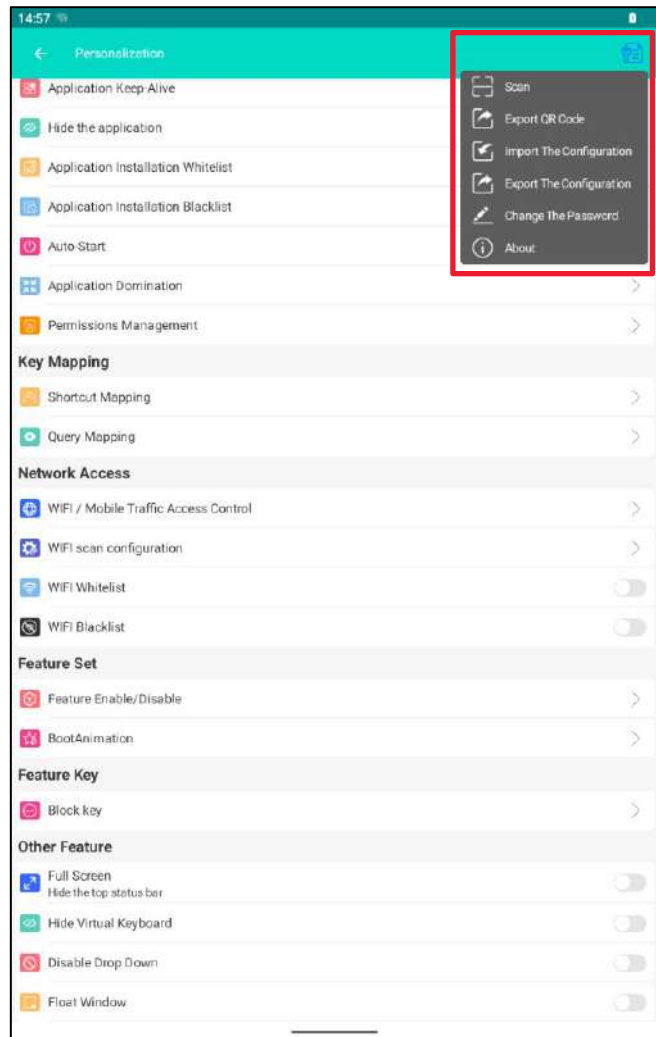 14:57
Personalization
Application Keep-Alive
Hide the application
Application Installation Whitelist
Application Installation Blacklist
Auto-Start
Application Domination
Permissions Management
Scan
Export QR Code
Import The Configuration
Export The Configuration
Change The Password
About
Key Mapping
Shortcut Mapping
Query Mapping
Network Access
WIFI / Mobile Traffic Access Control
WIFI scan configuration
WIFI Whitelist
WIFI Blacklist
Feature Set
Feature Enable/Disable
BootAnimation
Feature Key
Block key
Other Feature
Full Screen
Hide the top status bar
Hide Virtual Keyboard
Disable Drop Down
Float Window